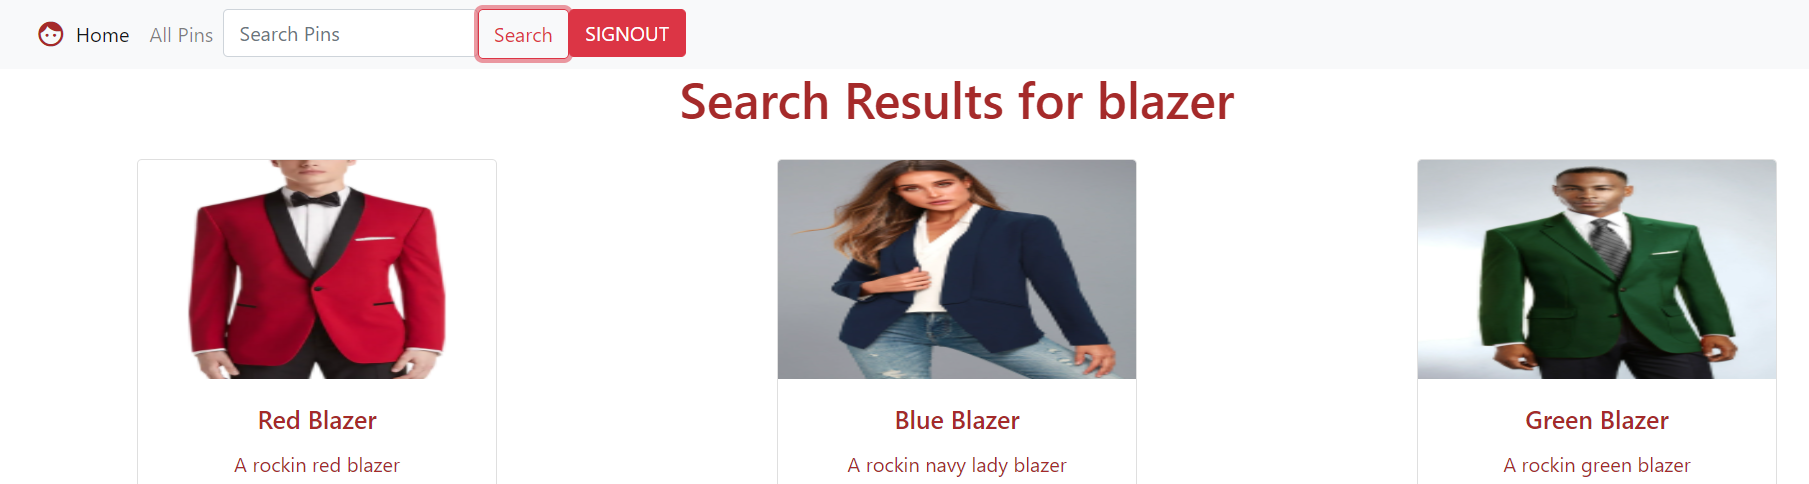 Home All Pins Search Pins Search SIGNOUT
Search Results for blazer
Red Blazer Blue Blazer Green Blazer
A rockin red blazer A rockin navy lady blazer A rockin green blazer